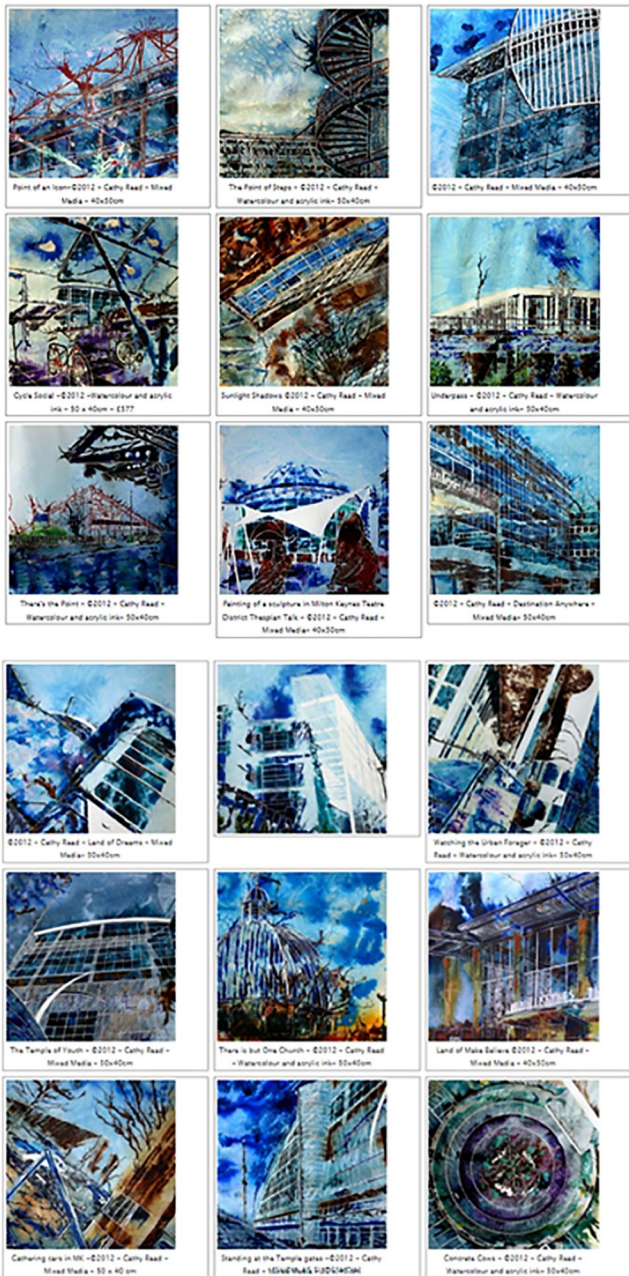 Point of an Icon-©2012 - Cathy Read - Mixed
Media - 40x50cm
The Point of Steps - ©2012 - Cathy Read -
Watercolour and acrylic ink- 50x40cm
©2012 - Cathy Read - Mixed Media - 40x50cm
Cycle Social -©2012 -Watercolour and acrylic
ink - 50 x 40cm - £577
Sunlight Shadows ©2012 - Cathy Read - Mixed
Media - 40x50cm
Underpass - ©2012 - Cathy Read - Watercolour
and acrylic ink- 50x40cm
There's the Point - ©2012 - Cathy Read -
Watercolour and acrylic ink- 50x40cm
Painting of a sculpture in Milton Keynes Teatre
District Thespian Talk - ©2012 - Cathy Read -
Mixed Media- 40x50cm
©2012 - Cathy Read - Destination Anywhere -
Mixed Media- 50x40cm
©2012 - Cathy Read - Land of Dreams - Mixed
Media- 50x40cm
Watching the Urban Forager - ©2012 - Cathy
Read - Watercolour and acrylic ink- 50x40cm
The Temple of Youth - ©2012 - Cathy Read -
Mixed Media - 50x40cm
There is but One Church - ©2012 - Cathy Read
- Watercolour and acrylic ink- 50x40cm
Land of Make Believe ©2012 - Cathy Read -
Mixed Media - 40x50cm
Gathering cars in MK -©2012 - Cathy Read -
Mixed Media - 50 x 40 cm
Standing at the Temple gates -©2012 - Cathy
Read -
Concrete Cows - ©2012 - Cathy Read -
Watercolour and acrylic ink- 50x40cm